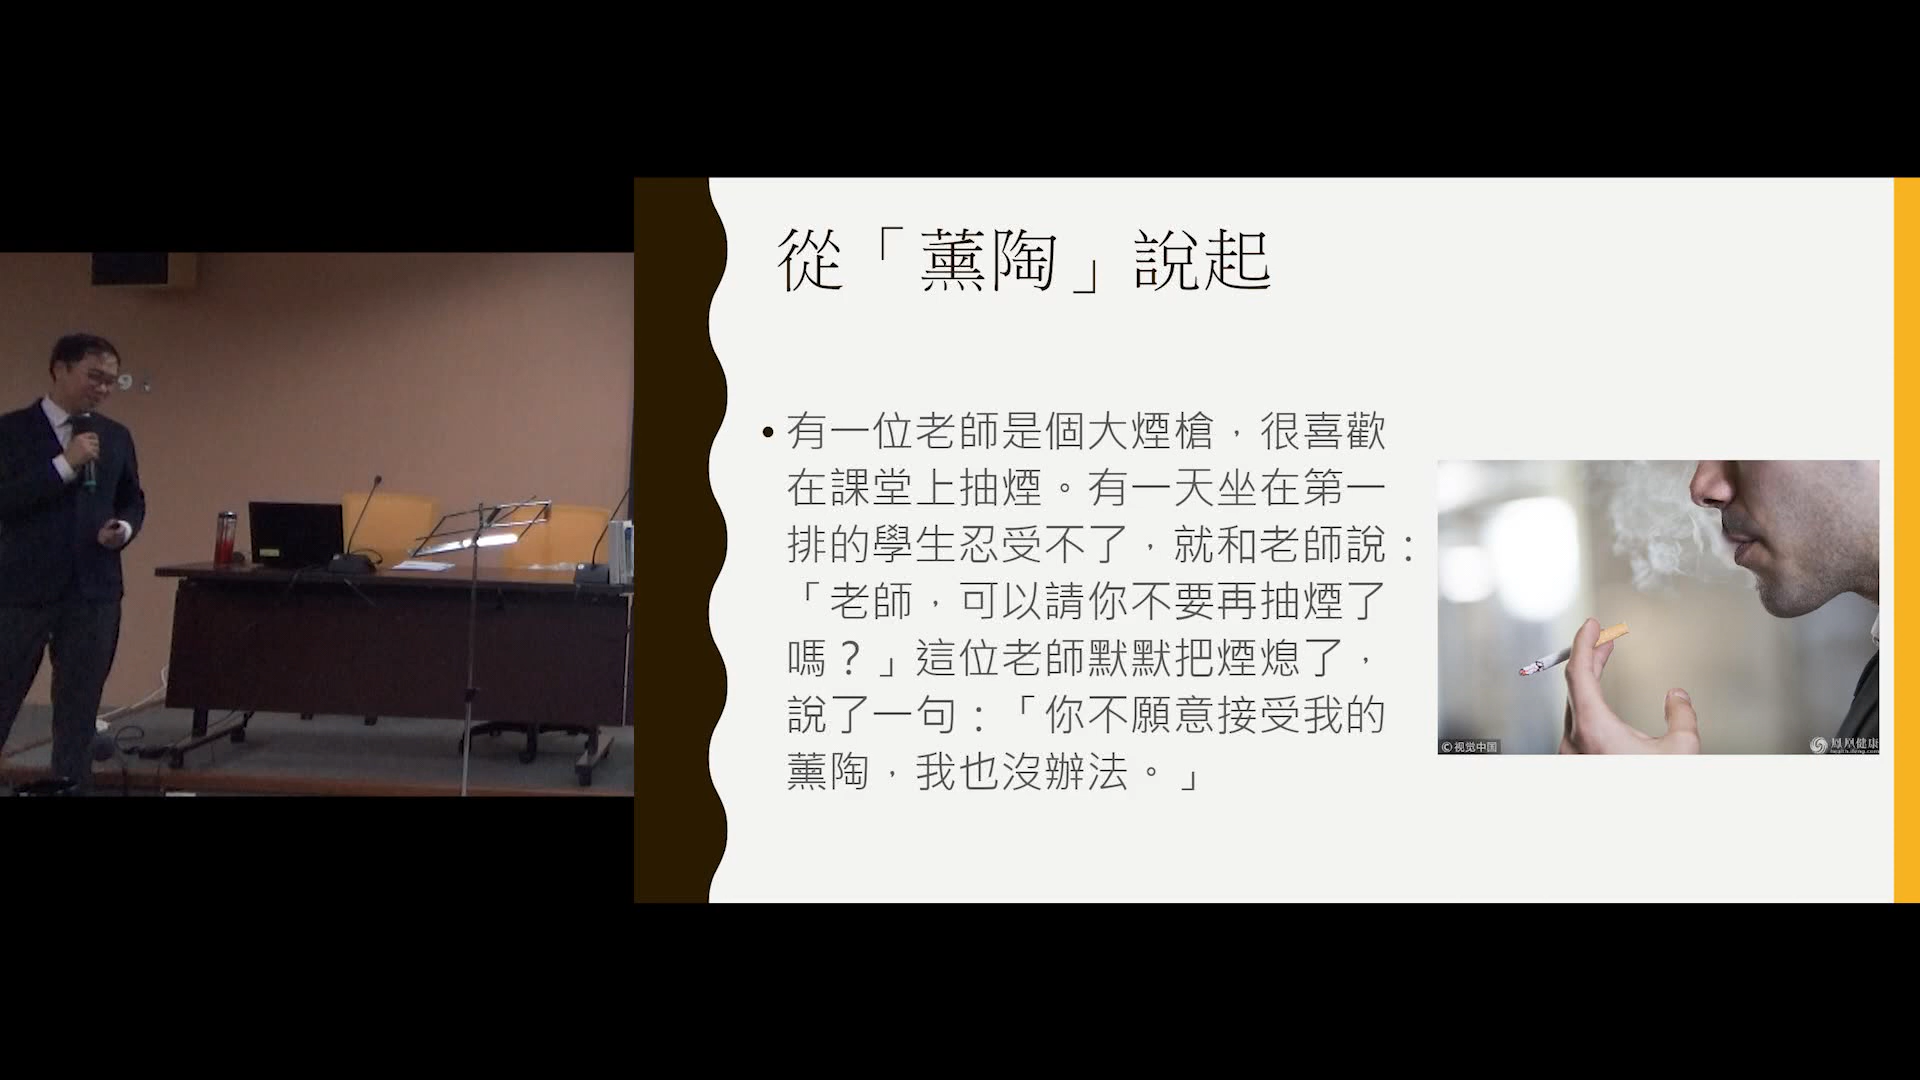 從「薰陶」說起
•有一位老師是個大煙槍，很喜歡
在課堂上抽煙。有一天坐在第一
排的學生忍受不了，就和老師說：
「老師，可以請你不要再抽煙了
嗎？」這位老師默默把煙熄了，
說了一句：「你不願意接受我的
薰陶，我也沒辦法。」
© 视觉中国
鳳凰健康
health.ifeng.com